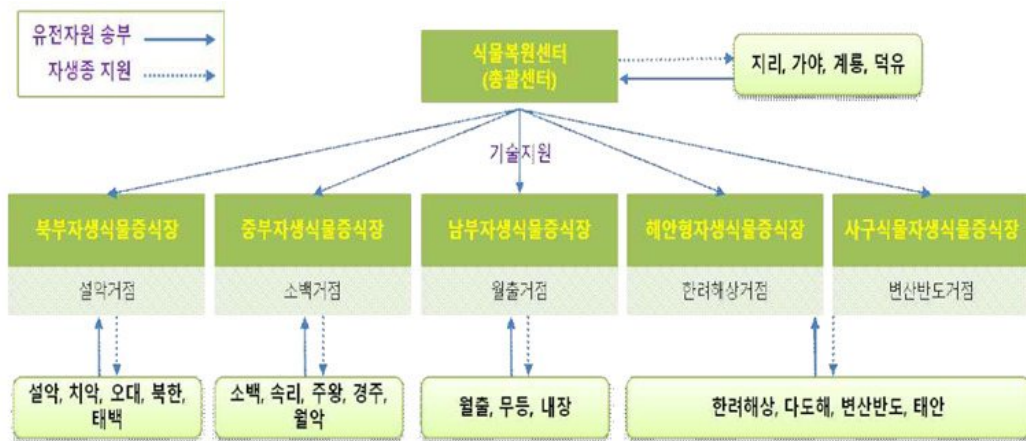 유전자원 송부
자생종 지원
식물복원센터
(총괄센터)
지리, 가야, 계룡, 덕유
기술지원
북부자생식물증식장
중부자생식물증식장
남부자생식물증식장
해안형자생식물증식장
사구식물자생식물증식장
설악거점
소백거점
월출거점
한려해상거점
변산반도거점
설악, 치악, 오대, 북한,
태백
소백, 속리, 주왕, 경주,
월악
월출, 무등, 내장
한려해상, 다도해, 변산반도, 태안